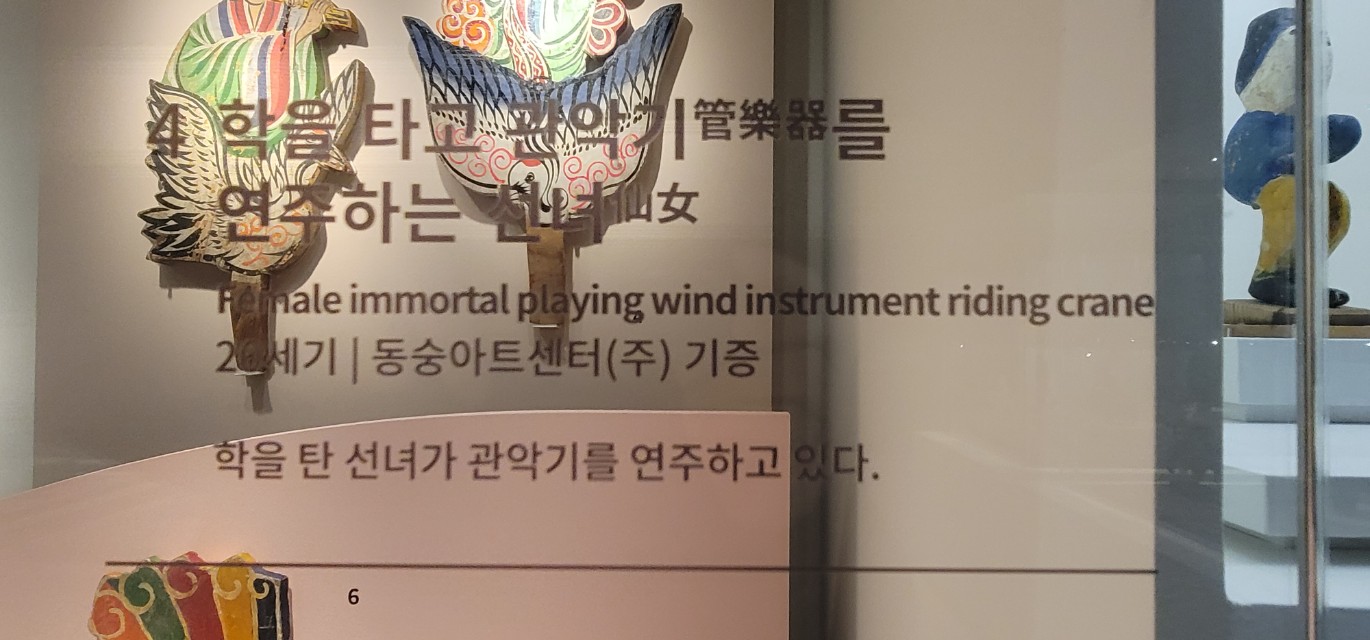 4 학을 타고 관악기管樂器를
연주하는 선녀仙女
Female immortal playing wind instrument riding crane
20세기 | 동숭아트센터(주) 기증
학을 탄 선녀가 관악기를 연주하고 있다.
6